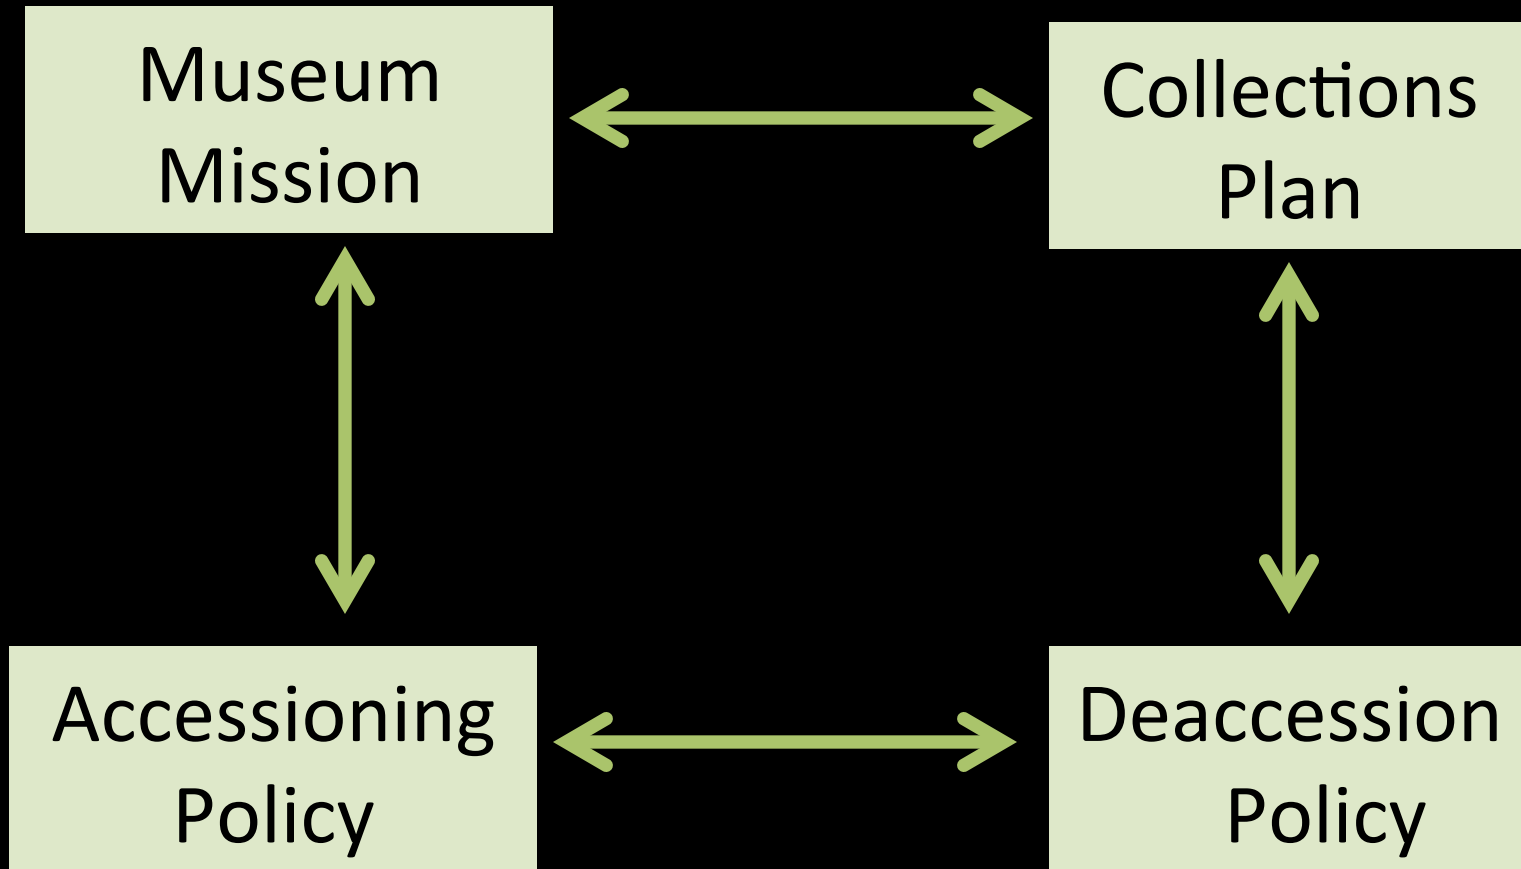 Museum
Mission
Collections
Plan
Accessioning
Policy
Deaccession
Policy